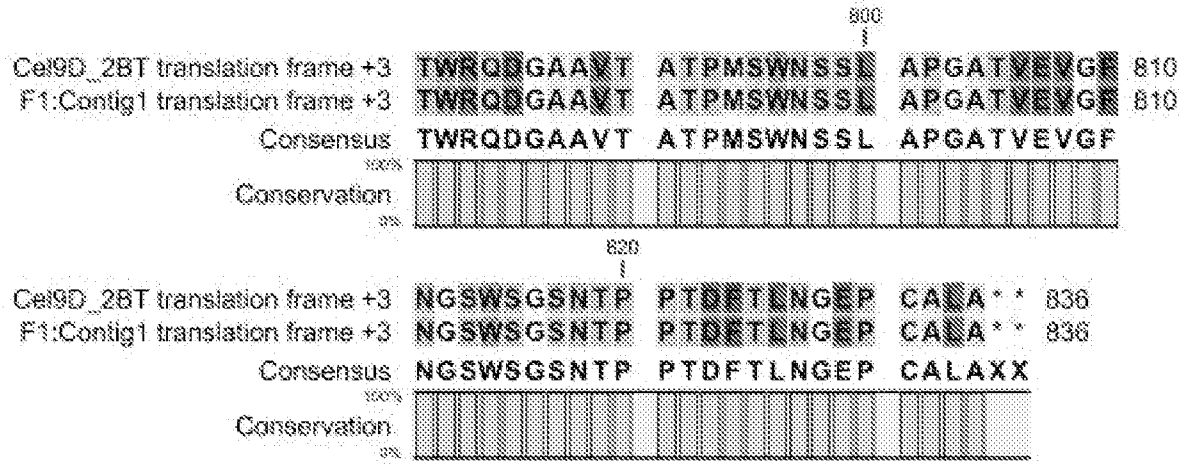 800
Cel9D_2BT translation frame +3 TWRQDGAAVT ATPMSWNSSL APGATVEVGF 810
F1:Contig1 translation frame +3 TWRQDGAAVT ATPMSWNSSL APGATVEVGF 810
Consensus TWRQDGAAVT ATPMSWNSSL APGATVEVGF
100%
Conservation
0%
820
Cel9D_2BT translation frame +3 NGSWSGSNTP PTDFTLNGEP CALA** 836
F1:Contig1 translation frame +3 NGSWSGSNTP PTDFTLNGEP CALA** 836
Consensus NGSWSGSNTP PTDFTLNGEP CALAXX
100%
Conservation
0%